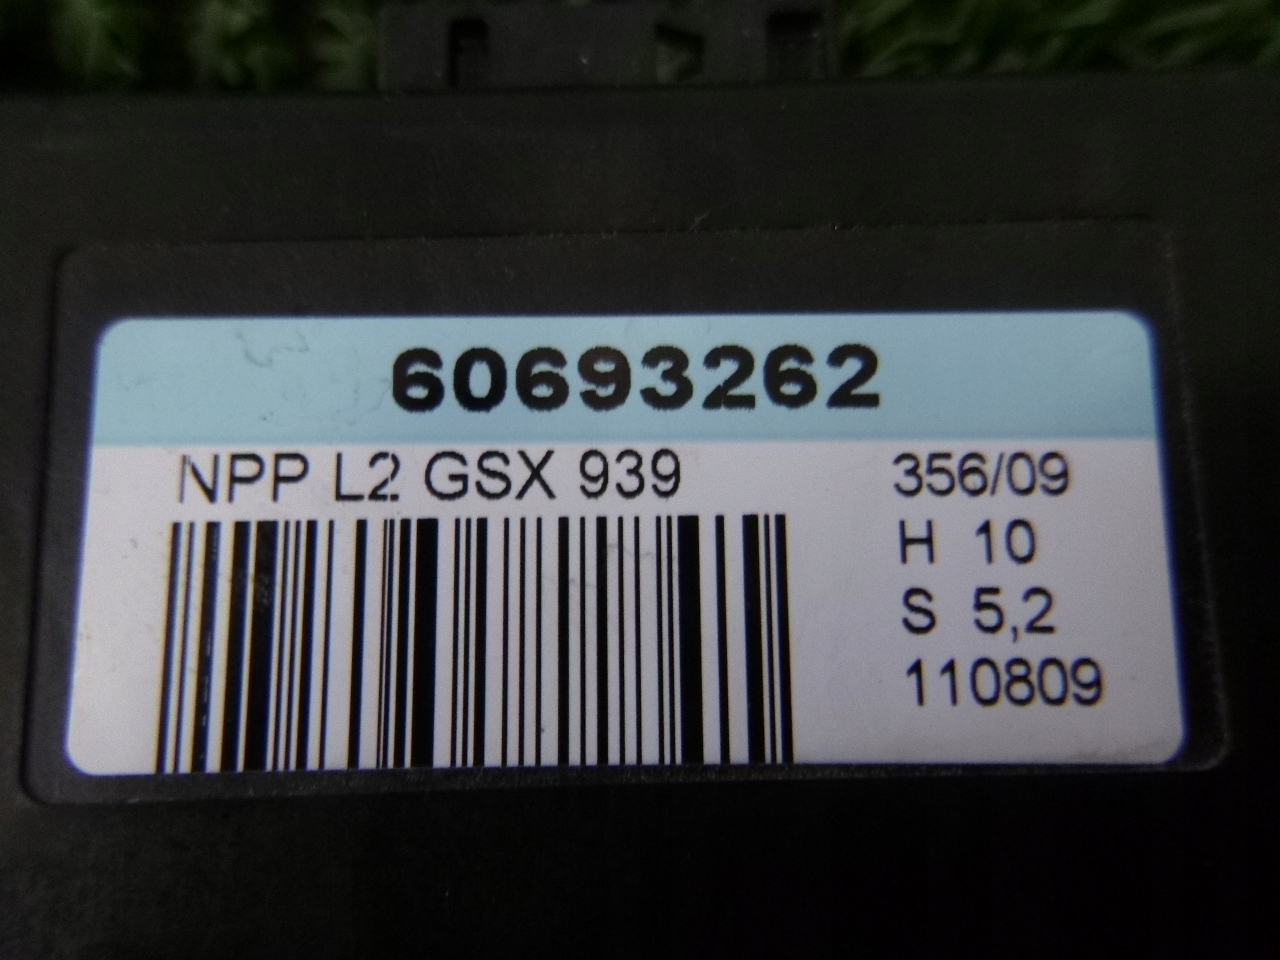 60693262
NPP L2 GSX 939
356/09
H 10
S 5,2
110809